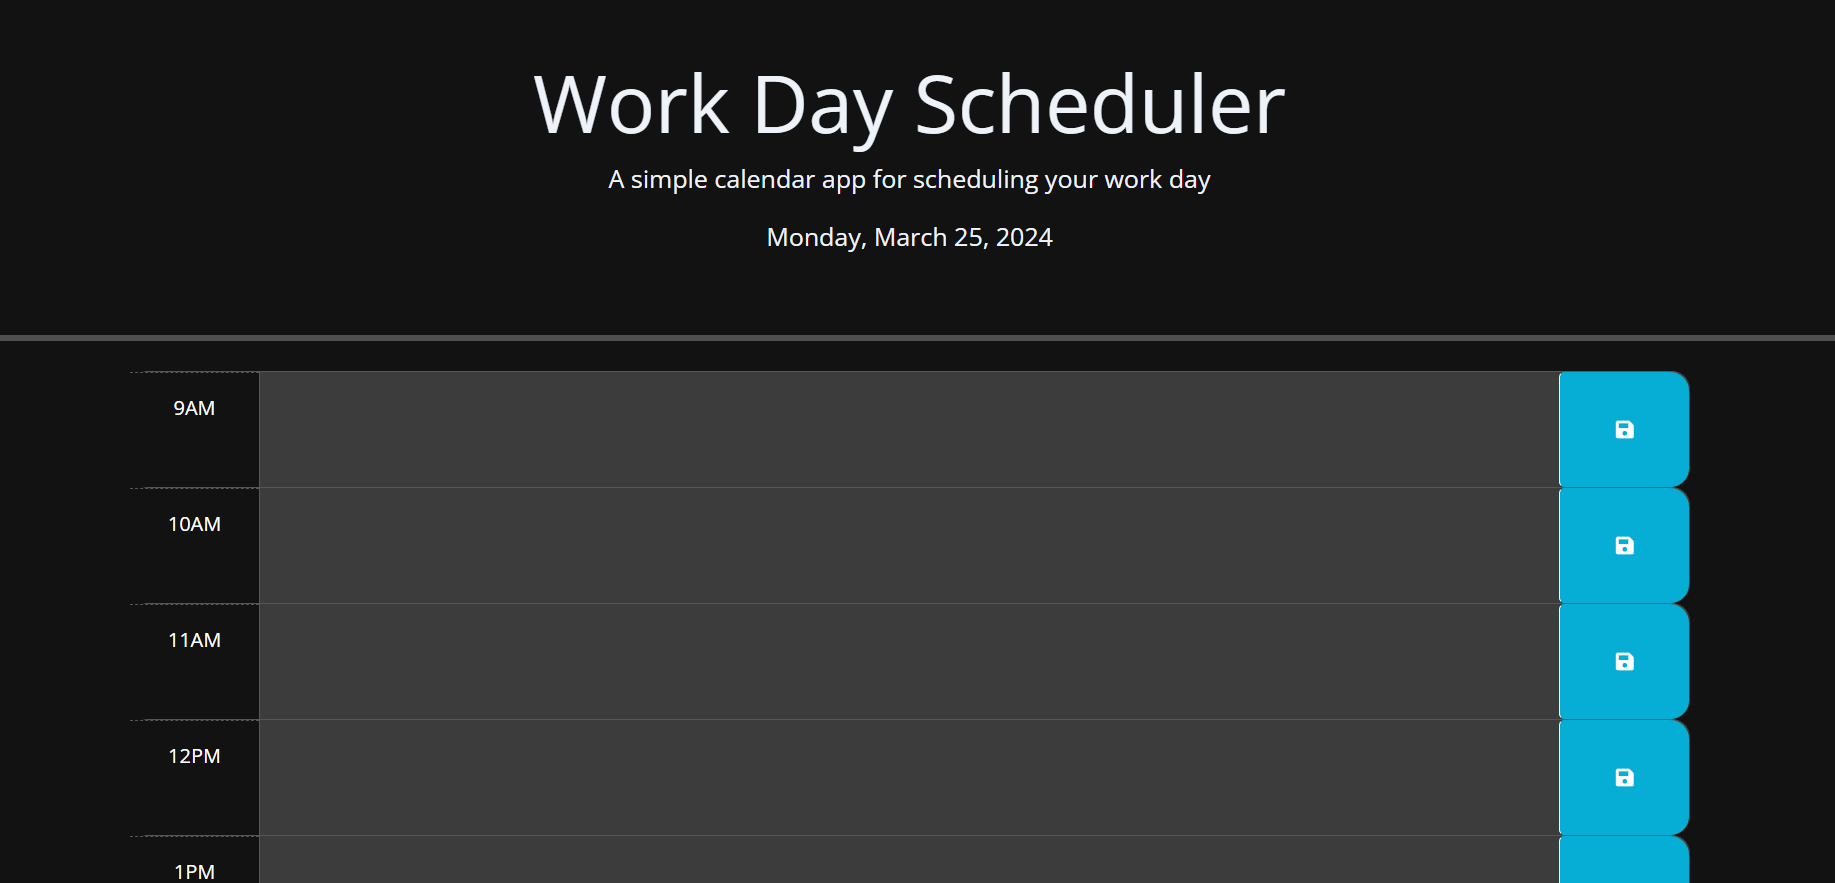 Work Day Scheduler
A simple calendar app for scheduling your work day
Monday, March 25, 2024
9AM
10AM
11AM
12PM
1PM